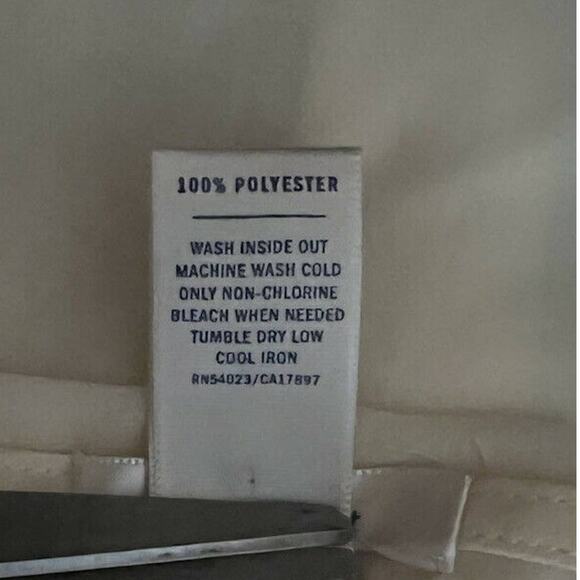 100% POLYESTER
WASH INSIDE OUT
MACHINE WASH COLD
ONLY NON-CHLORINE
BLEACH WHEN NEEDED
TUMBLE DRY LOW
COOL IRON
RN54023/CA17897